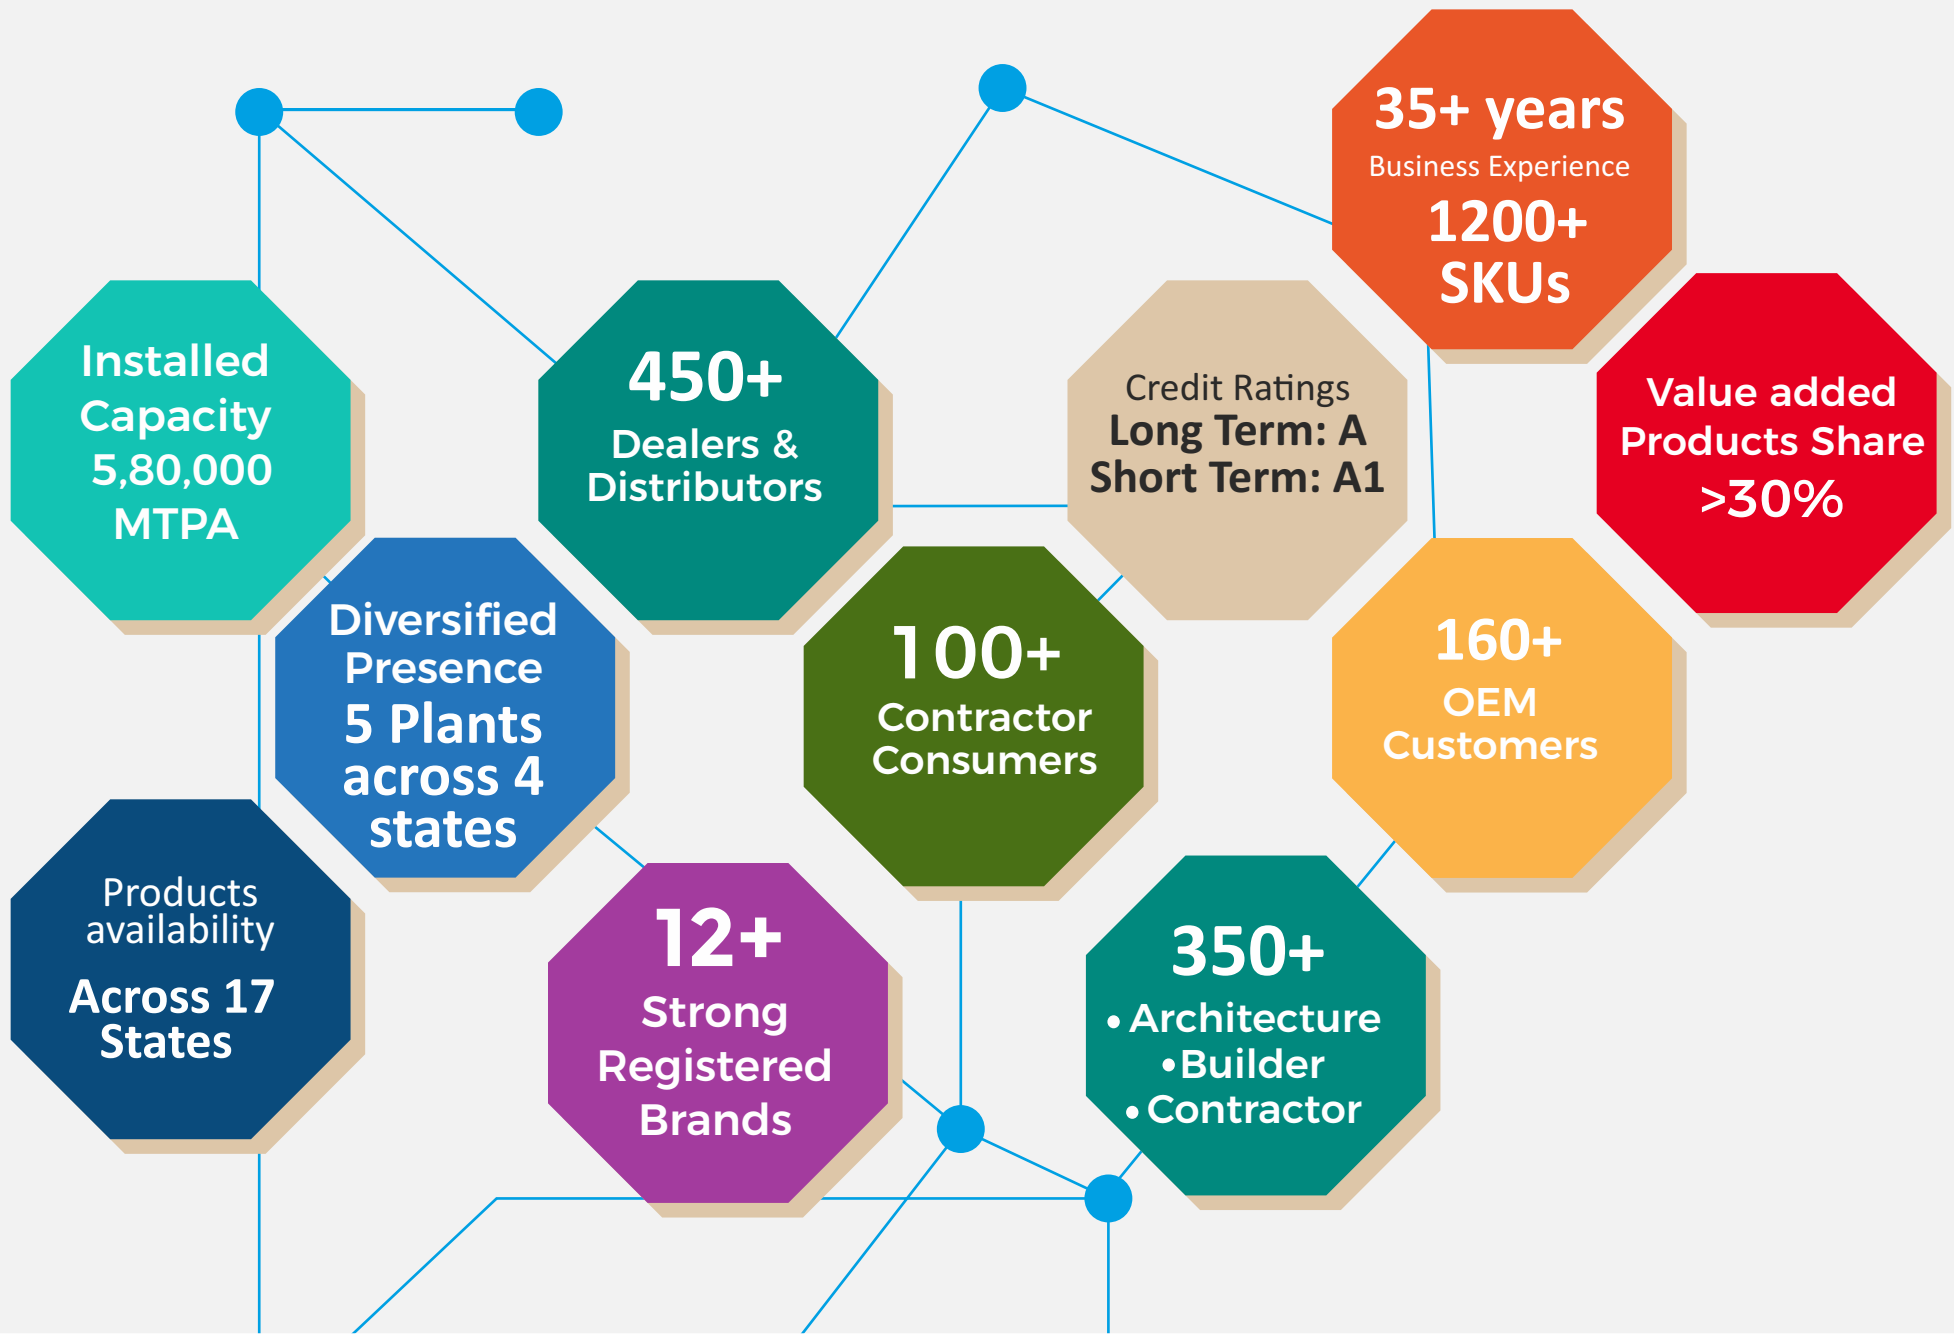 35+ years
Business Experience
1200+
SKUs
Installed
Capacity
5,80,000
MTPA
450+
Dealers &
Distributors
Credit Ratings
Long Term: A
Short Term: A1
Value added
Products Share
>30%
Diversified
Presence
5 Plants
across 4
states
100+
Contractor
Consumers
160+
OEM
Customers
Products
availability
Across 17
States
12+
Strong
Registered
Brands
350+
• Architecture
•Builder
• Contractor